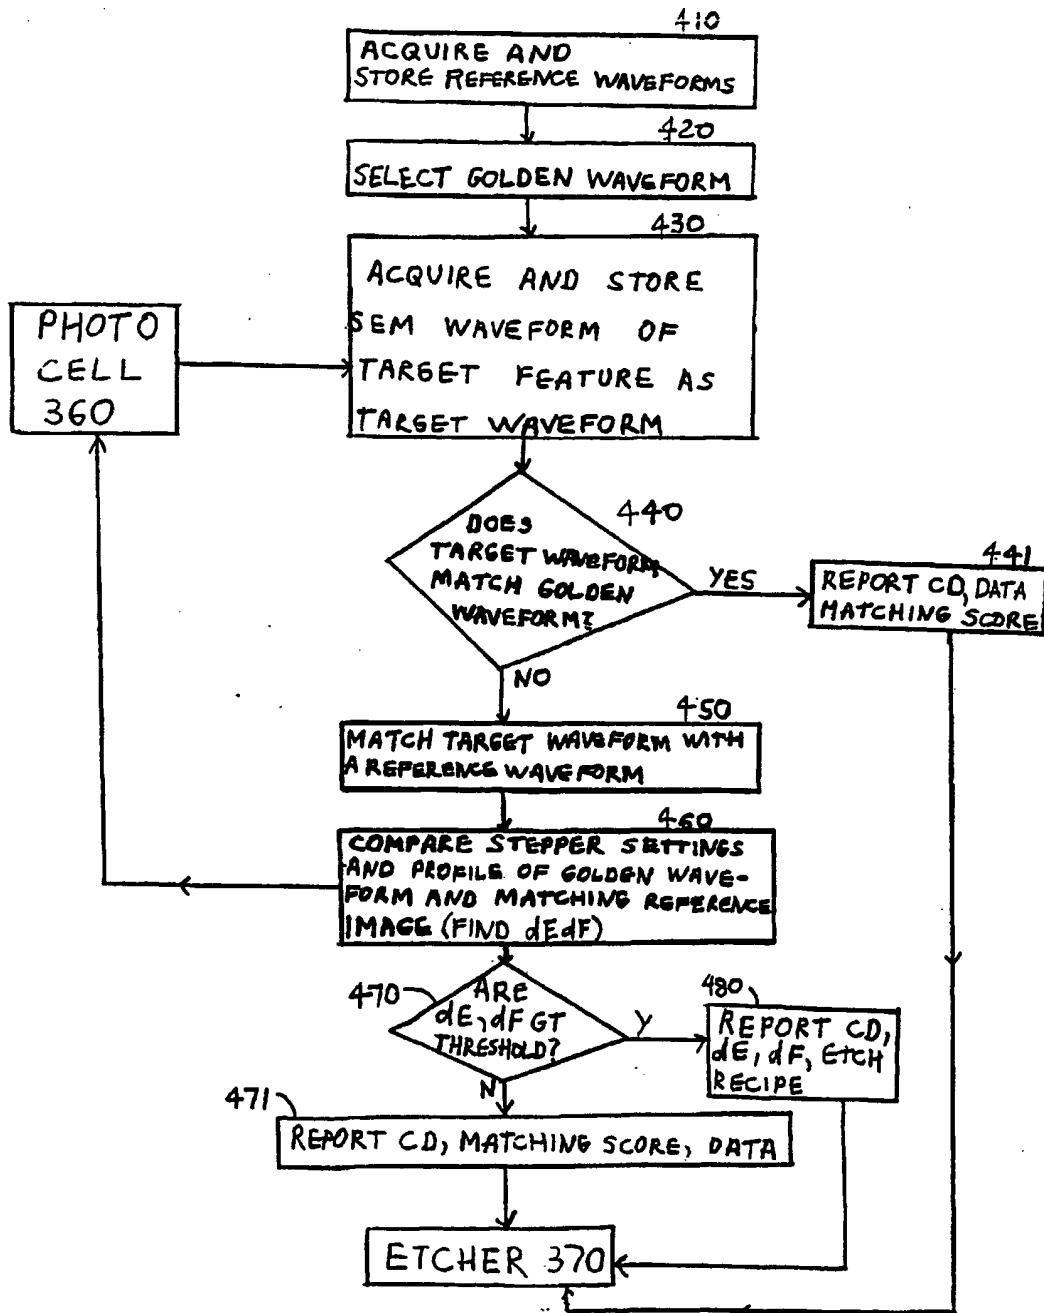 410
ACQUIRE AND
STORE REFERENCE WAVEFORMS
420
SELECT GOLDEN WAVEFORM
430
ACQUIRE AND STORE
SEM WAVEFORM OF
TARGET FEATURE AS
TARGET WAVEFORM
PHOTO
CELL
360
440
DOES
TARGET WAVEFORM
MATCH GOLDEN
WAVEFORM?
YES
441
REPORT CD, DATA
MATCHING SCORE
NO
450
MATCH TARGET WAVEFORM WITH
A REFERENCE WAVEFORM
460
COMPARE STEPPER SETTINGS
AND PROFILE OF GOLDEN WAVE-
FORM AND MATCHING REFERENCE
IMAGE (FIND dEdF)
470
ARE
dE, dF GT
THRESHOLD?
Y
480
REPORT CD,
dE, dF, ETCH
RECIPE
N
471
REPORT CD, MATCHING SCORE, DATA
ETCHER 370